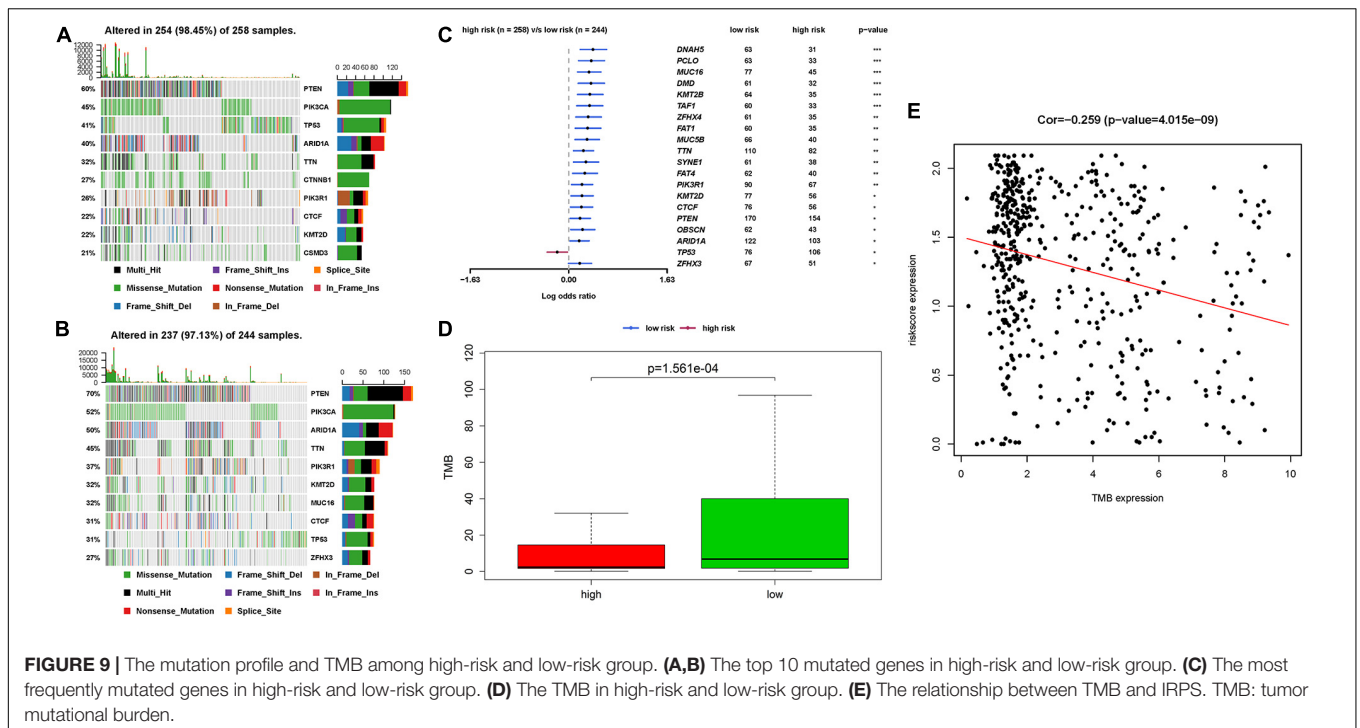 A
Altered in 254 (98.45%) of 258 samples.
12000
10000
8000
6000
4000
2000
0
0 20 40 60 80 100 140
60% PTEN
45% PIK3CA
41% TP53
40% ARID1A
32% TTN
27% CTNNB1
26% PIK3R1
22% CTCF
22% KMT2D
21% CSMD3
Multi_Hit Frame_Shift_Ins Splice_Site
Missense_Mutation Nonsense_Mutation In_Frame_Ins
Frame_Shift_Del In_Frame_Del
B
Altered in 237 (97.13%) of 244 samples.
20000
15000
10000
5000
0
0 50 100 150
70% PTEN
52% PIK3CA
50% ARID1A
45% TTN
37% PIK3R1
32% KMT2D
32% MUC16
31% CTCF
31% TP53
27% ZFHX3
Missense_Mutation Frame_Shift_Del In_Frame_Del
Multi_Hit Frame_Shift_Ins In_Frame_Ins
Nonsense_Mutation Splice_Site
C
high risk (n = 258) v/s low risk (n = 244) low risk high risk p-value
DNAH5 63 31 ***
PCLO 63 33 ***
MUC16 77 45 ***
DMD 61 32 ***
KMT2B 64 35 ***
TAF1 60 33 ***
ZFHX4 61 35 **
FAT1 60 35 **
MUC5B 66 40 **
TTN 110 82 **
SYNE1 61 38 **
FAT4 62 40 **
PIK3R1 90 67 **
KMT2D 77 56 *
CTCF 76 56 *
PTEN 170 154 *
OBSCN 62 43 *
ARID1A 122 103 *
TP53 76 106 *
ZFHX3 67 51 *
−1.63 0.00 1.63
Log odds ratio
low risk high risk
D
p=1.561e−04
TMB
120
100
80
60
40
20
0
high low
E
Cor=−0.259 (p−value=4.015e−09)
riskscore expression
2.0
1.5
1.0
0.5
0.0
0 2 4 6 8 10
TMB expression
FIGURE 9 | The mutation profile and TMB among high-risk and low-risk group. (A,B) The top 10 mutated genes in high-risk and low-risk group. (C) The most
frequently mutated genes in high-risk and low-risk group. (D) The TMB in high-risk and low-risk group. (E) The relationship between TMB and IRPS. TMB: tumor
mutational burden.